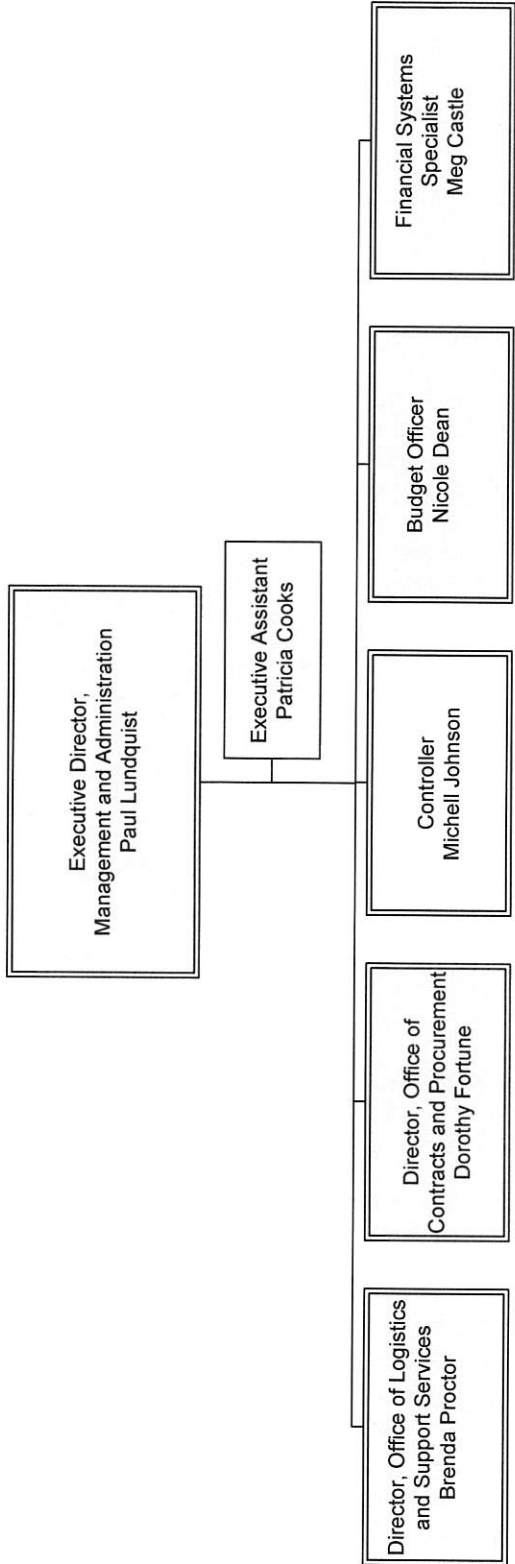 Executive Director,
Management and Administration
Paul Lundquist
Executive Assistant
Patricia Cooks
Director, Office of Logistics
and Support Services
Brenda Proctor
Director, Office of
Contracts and Procurement
Dorothy Fortune
Controller
Michell Johnson
Budget Officer
Nicole Dean
Financial Systems
Specialist
Meg Castle